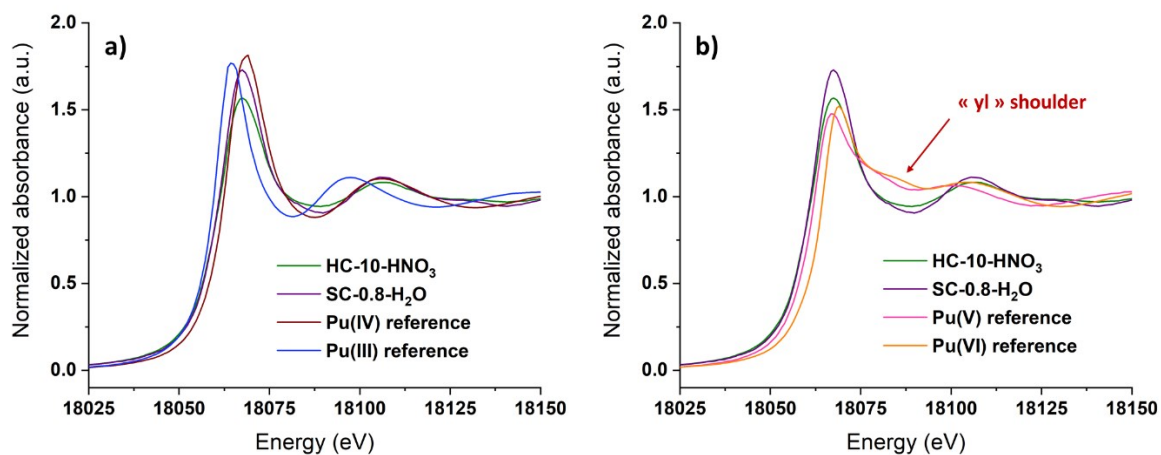 a)
Normalized absorbance (a.u.)
2.0
1.5
1.0
0.5
0.0
HC-10-HNO₃
SC-0.8-H₂O
Pu(IV) reference
Pu(III) reference
18025 18050 18075 18100 18125 18150
Energy (eV)
b)
Normalized absorbance (a.u.)
2.0
1.5
1.0
0.5
0.0
« yl » shoulder
HC-10-HNO₃
SC-0.8-H₂O
Pu(V) reference
Pu(VI) reference
18025 18050 18075 18100 18125 18150
Energy (eV)